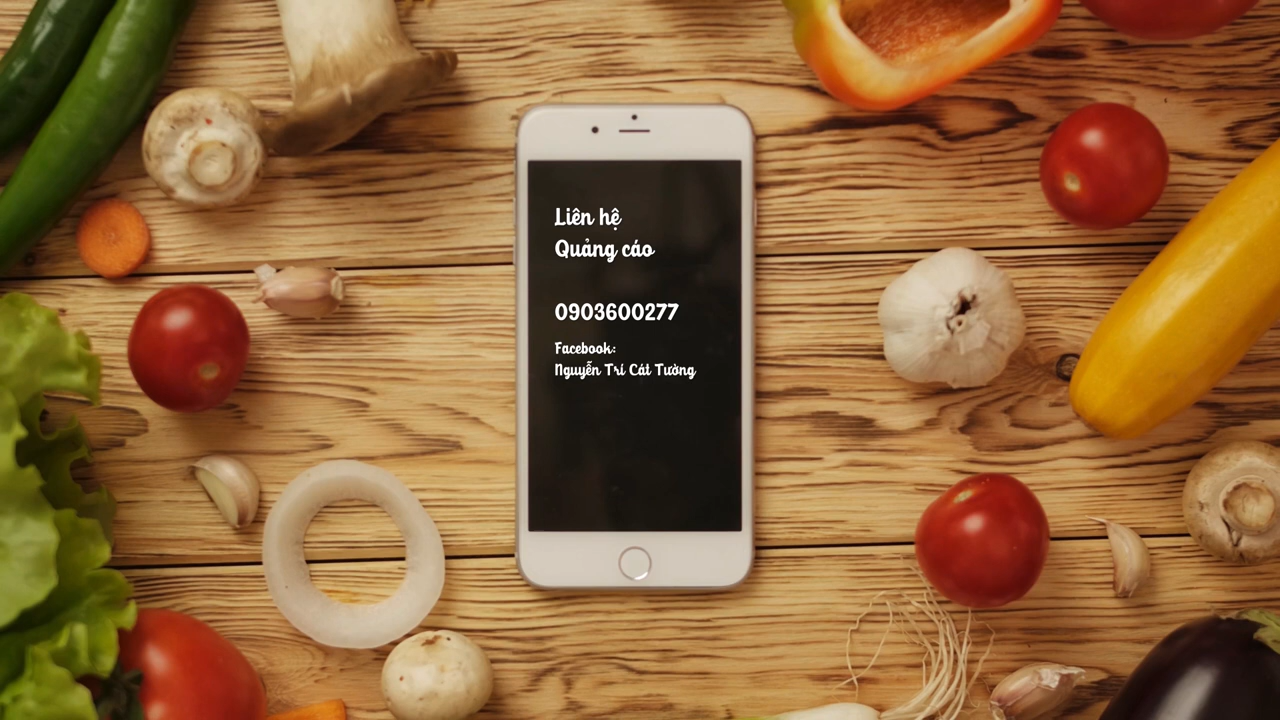 Liên hệ
Quảng cáo
0903600277
Facebook:
Nguyễn Trí Cát Tường